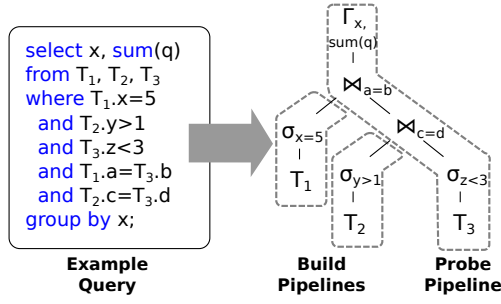 select x, sum(q)
from T₁, T₂, T₃
where T₁.x=5
and T₂.y>1
and T₃.z<3
and T₁.a=T₃.b
and T₂.c=T₃.d
group by x;
Example
Query
Γx,
sum(q)
⋈a=b
σx=5
⋈c=d
T₁
σy>1
σz<3
T₂
T₃
Build
Pipelines
Probe
Pipeline